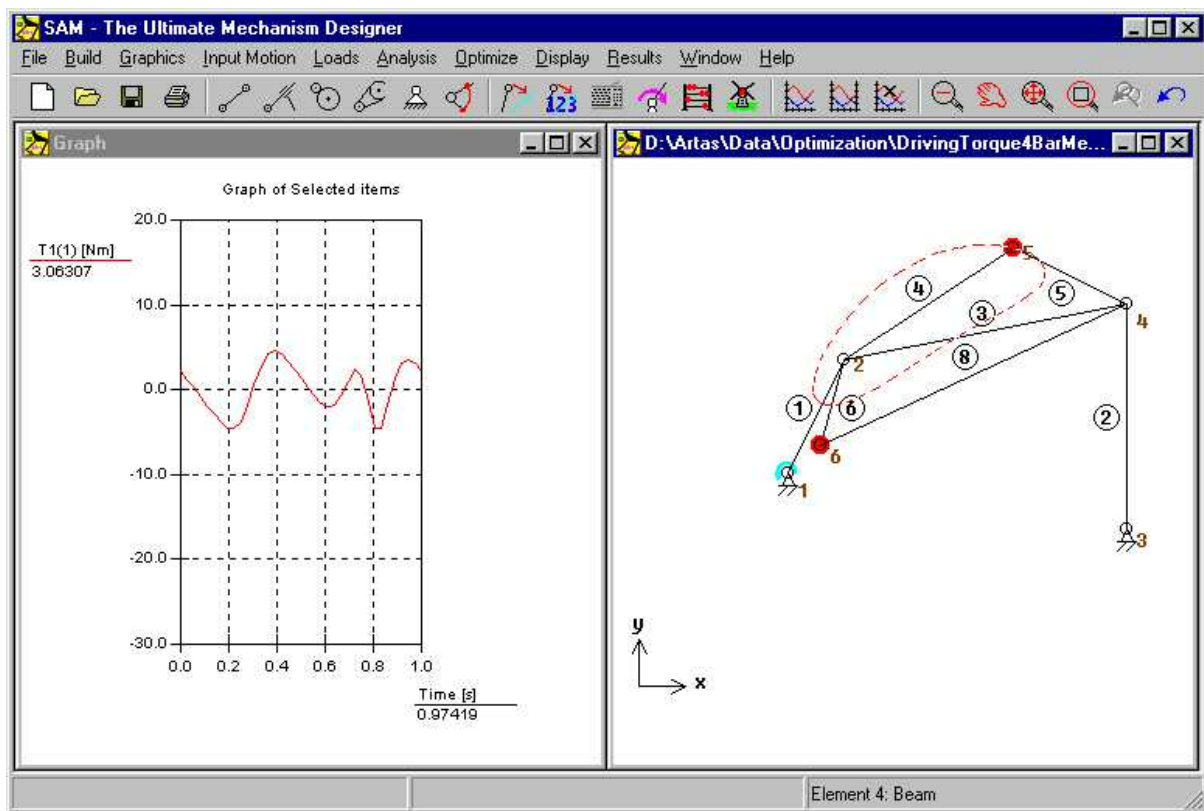 SAM - The Ultimate Mechanism Designer
File Build Graphics Input Motion Loads Analysis Optimize Display Results Window Help
123
Graph
Graph of Selected items
T1(1) [Nm]
3.06307
20.0
10.0
0.0
-10.0
-20.0
-30.0
0.0 0.2 0.4 0.6 0.8 1.0
Time [s]
0.97419
D:\Artas\Data\Optimization\DrivingTorque4BarMe...
5
4
5
3
4
2
8
1
6
2
6
1
3
y
x
Element 4: Beam